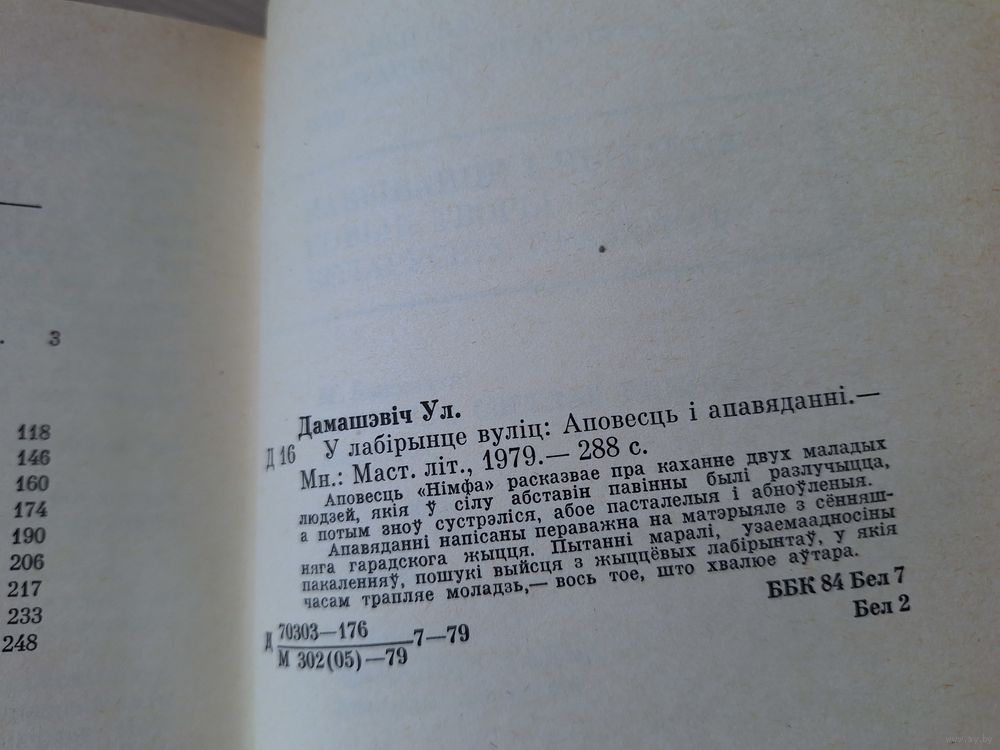 3
118
146
160
174
190
206
217
233
248
Дамашэвіч Ул.
Д 16 У лабірынце вуліц: Аповесць і апавяданні.—
Мн.: Маст. літ., 1979.— 288 с.
Аповесць «Німфа» расказвае пра каханне двух маладых
людзей, якія ў сілу абставін павінны былі разлучыцца,
а потым зноў сустрэліся, абое пасталелыя і абноўленыя.
Апавяданні напісаны пераважна на матэрыяле з сённяш-
няга гарадскога жыцця. Пытанні маралі, узаемаадносіны
пакаленняў, пошукі выйсця з жыццёвых лабірынтаў, у якія
часам трапляе моладзь,— вось тое, што хвалюе аўтара.
ББК 84 Бел 7
Бел 2
Д 70303—176
М 302(05)—79
7—79
www.ay.by